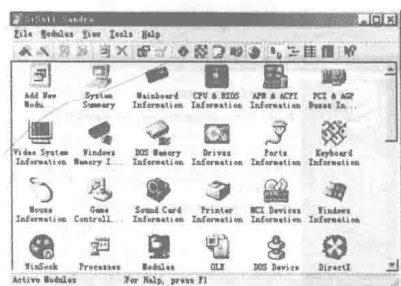 SiSoft Sandra
File Modules View Tools Help
Add New Modu...
System Summary
Mainboard Information
CPU & BIOS Information
APM & ACPI Information
PCI & AGP Buses In...
Video System Information
Windows Memory I...
DOS Memory Information
Drives Information
Ports Information
Keyboard Information
Mouse Information
Game Controll...
Sound Card Information
Printer Information
MCI Devices Information
Windows Information
WinSock
Processes
Modules
OLE
DOS Device
DirectX
Active Modules
For Help, press F1